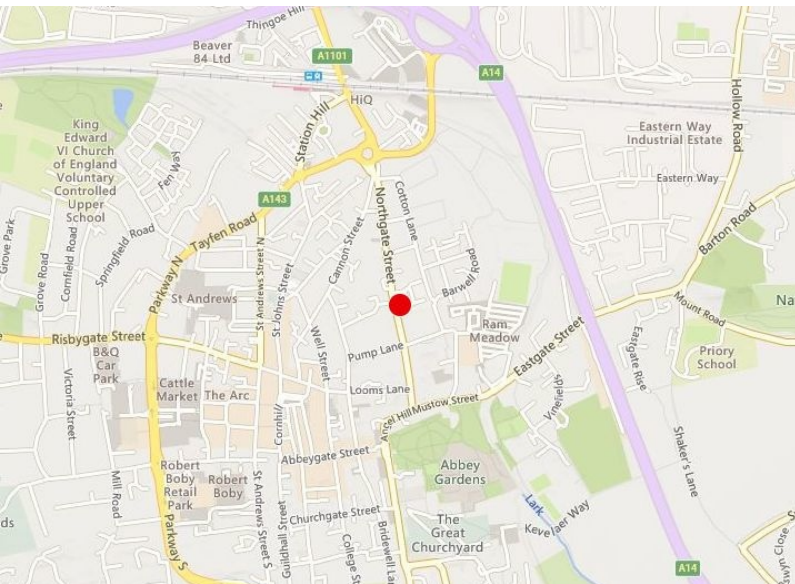 Thingoe Hill
Beaver
84 Ltd
A1101
A14
HiQ
Station Hill
Hollow Road
King
Edward
VI Church
of England
Voluntary
Controlled
Upper
School
Fen Way
Eastern Way
Industrial Estate
Eastern Way
A143
Cotton Lane
Northgate Street
Grove Park
Grove Road
Cornfield Road
Springfield Road
Tayfen Road
Parkway N
Cannon Street
Barton Road
Barwell Road
St Andrews
St Andrews Street N
St Johns Street
Na
Mount Road
Risbygate Street
B&Q
Car
Park
Well Street
Pump Lane
Ram
Meadow
Eastgate Street
Eastgate Rise
Priory
School
Victoria Street
Cattle
Market
The Arc
Looms Lane
Angel Hill
Mustow Street
Vinefields
Cornhill
Shaker's Lane
Abbeygate Street
Mill Road
Robert
Boby
Retail
Park
Robert
Boby
Abbey
Gardens
St Andrews Street S
Guildhall Street
Churchgate Street
Lark
Kevelaer Way
The
Great
Churchyard
ds
Parkway S
College St
Bridewell La
A14
wyn Close
S